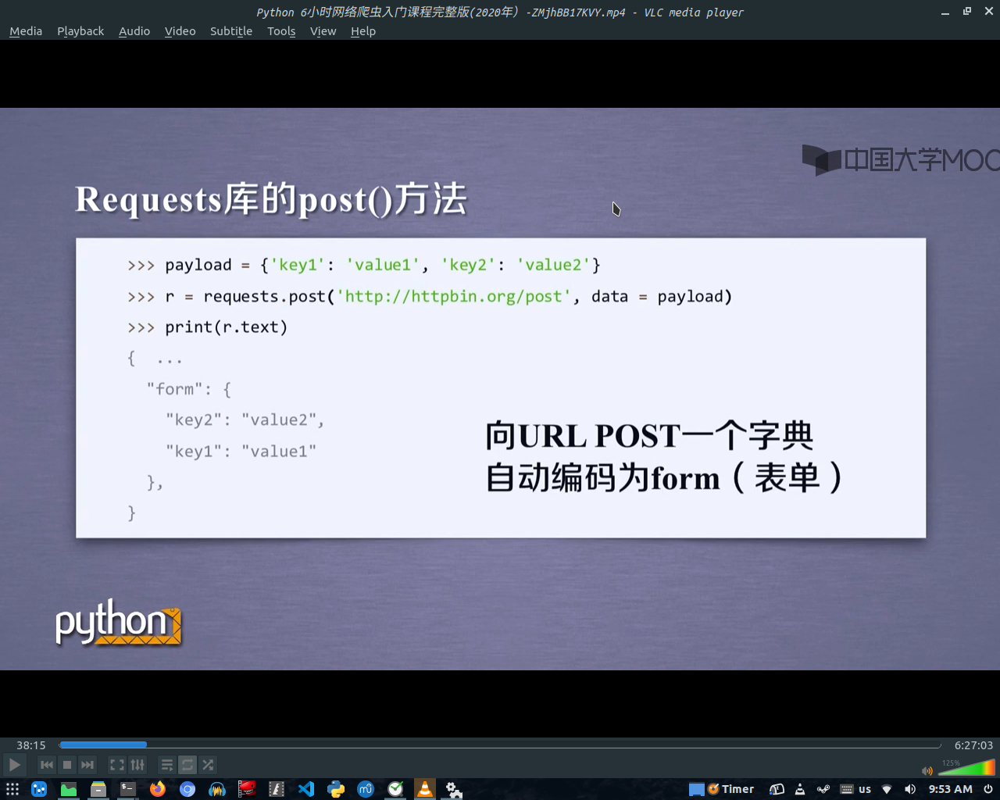 Python 6小时网络爬虫入门课程完整版(2020年) -ZMjhBB17KVY.mp4 - VLC media player
Media Playback Audio Video Subtitle Tools View Help
中国大学MOO
Requests库的post()方法
>>> payload = {'key1': 'value1', 'key2': 'value2'}
>>> r = requests.post('http://httpbin.org/post', data = payload)
>>> print(r.text)
{ ...
"form": {
"key2": "value2",
"key1": "value1"
},
}
向URL POST一个字典
自动编码为form（表单）
python
38:15
6:27:03
125%
Timer
us
9:53 AM